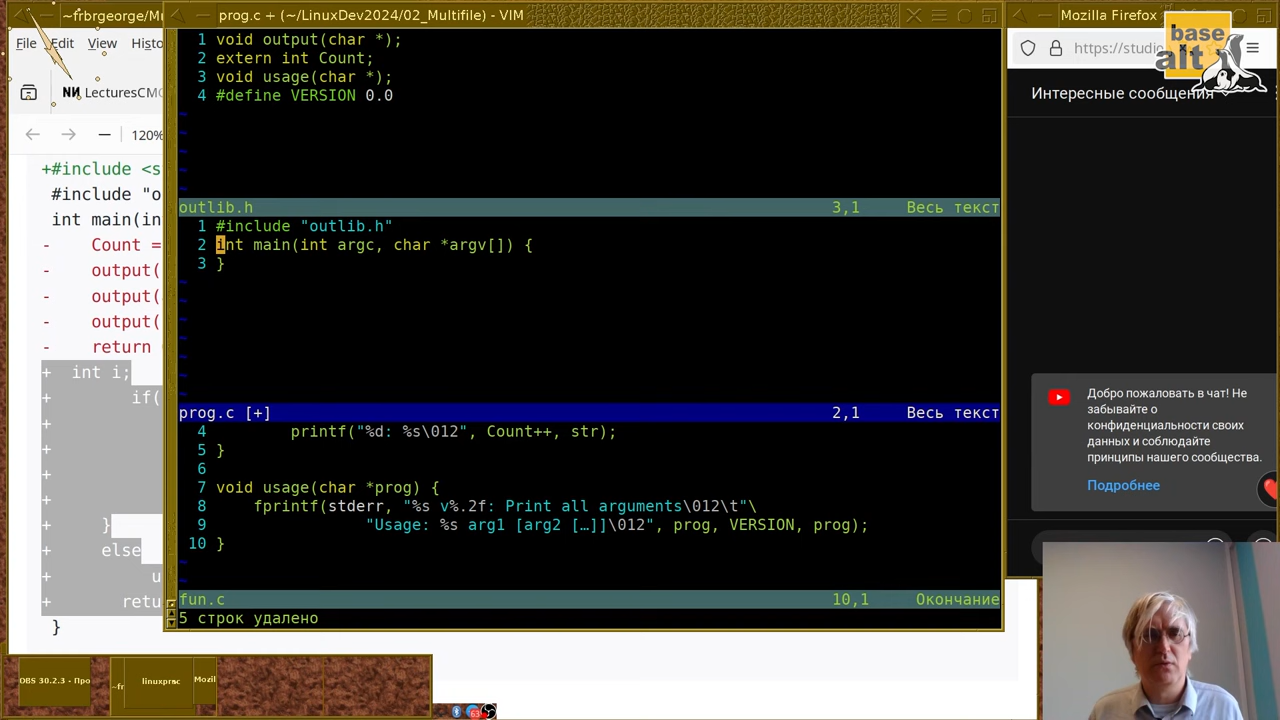 ~frbrgeorge/M
prog.c + (~/LinuxDev2024/02_Multifile) - VIM
Mozilla Firefox
File Edit View Histo
https://studio
base
alt
LecturesCMC
Интересные сообщения
120%
1 void output(char *);
2 extern int Count;
3 void usage(char *);
4 #define VERSION 0.0
~
~
~
~
~
outlib.h 3,1 Весь текст
1 #include "outlib.h"
2 int main(int argc, char *argv[]) {
3 }
~
~
~
~
~
~
~
prog.c [+] 2,1 Весь текст
4 printf("%d: %s\012", Count++, str);
5 }
6
7 void usage(char *prog) {
8 fprintf(stderr, "%s v%.2f: Print all arguments\012\t"\
9 "Usage: %s arg1 [arg2 […]]\012", prog, VERSION, prog);
10 }
~
~
fun.c 10,1 Окончание
5 строк удалено
+#include <s
#include "o
int main(in
- Count =
- output(
- output(
- output(
- return
+ int i;
+ if(
+
+
+
+
+ }
+ else
+ u
+ retu
}
Добро пожаловать в чат! Не
забывайте о
конфиденциальности своих
данных и соблюдайте
принципы нашего сообщества.
Подробнее
DBS 30.2.3 - Про
~fr
linuxprac
Mozil
63